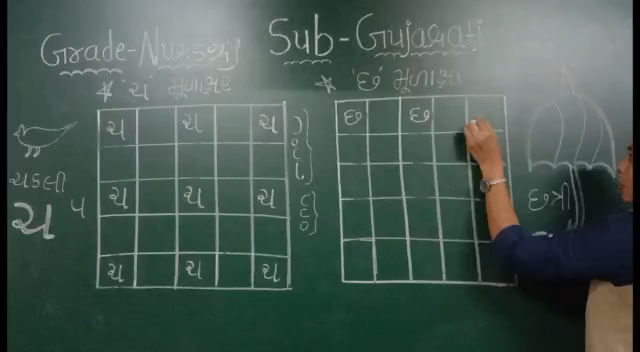 Grade-Nursery Sub-Gujarati
'ચ' મૂળાક્ષર
'છ' મૂળાક્ષર
ચ ચ ચ
ચ ચ ચ
ચ ચ ચ
ચકલી
ચ
છ છ
છત્રી